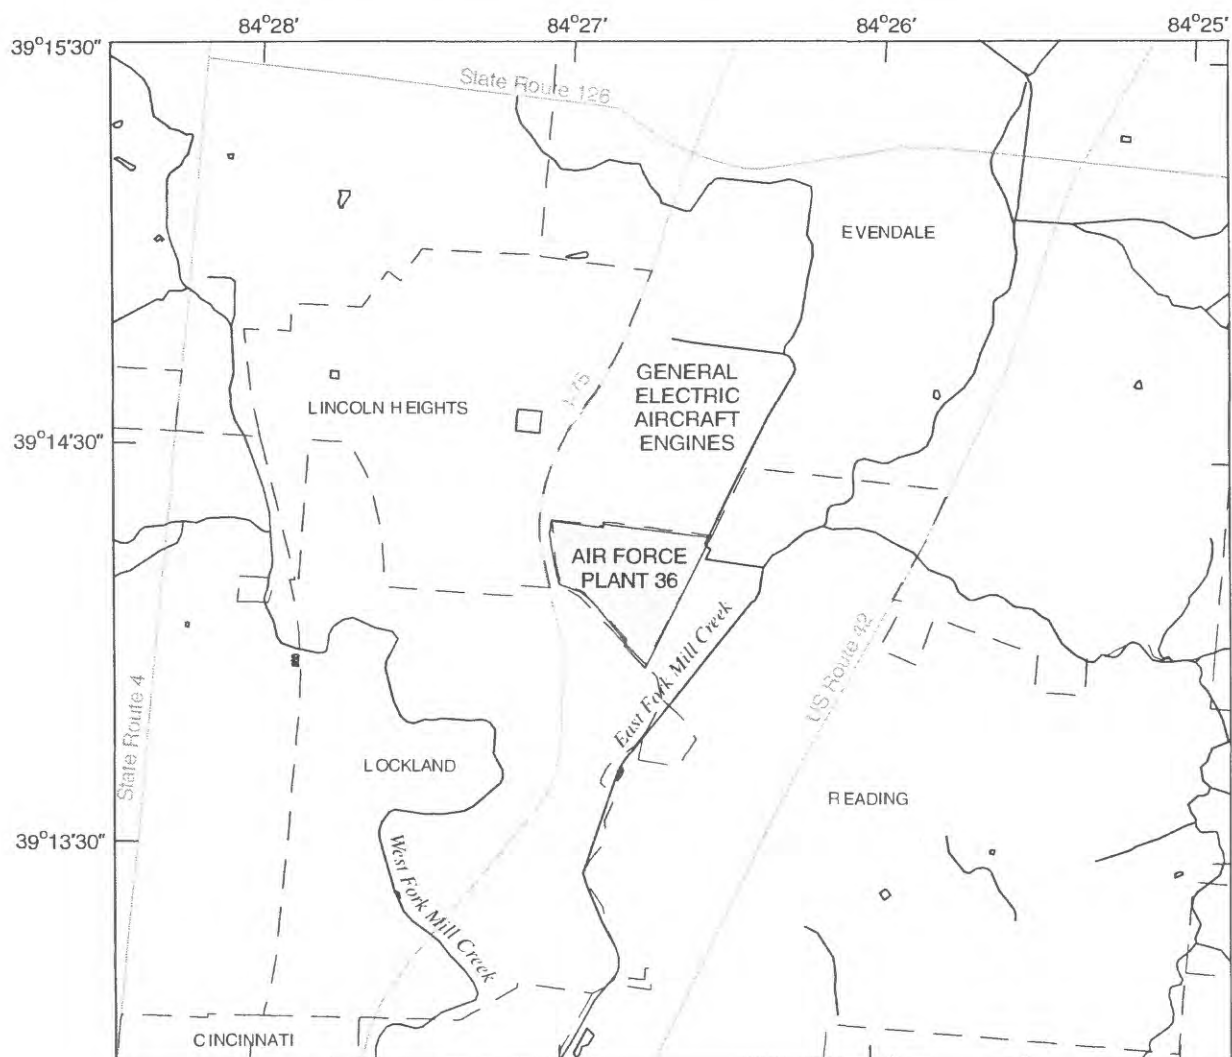 84°28′ 84°27′ 84°26′ 84°25′
39°15′30″
State Route 126
EVENDALE
I-75
GENERAL
ELECTRIC
AIRCRAFT
ENGINES
LINCOLN HEIGHTS
39°14′30″
AIR FORCE
PLANT 36
East Fork Mill Creek
US Route 42
State Route 4
LOCKLAND
READING
39°13′30″
West Fork Mill Creek
CINCINNATI